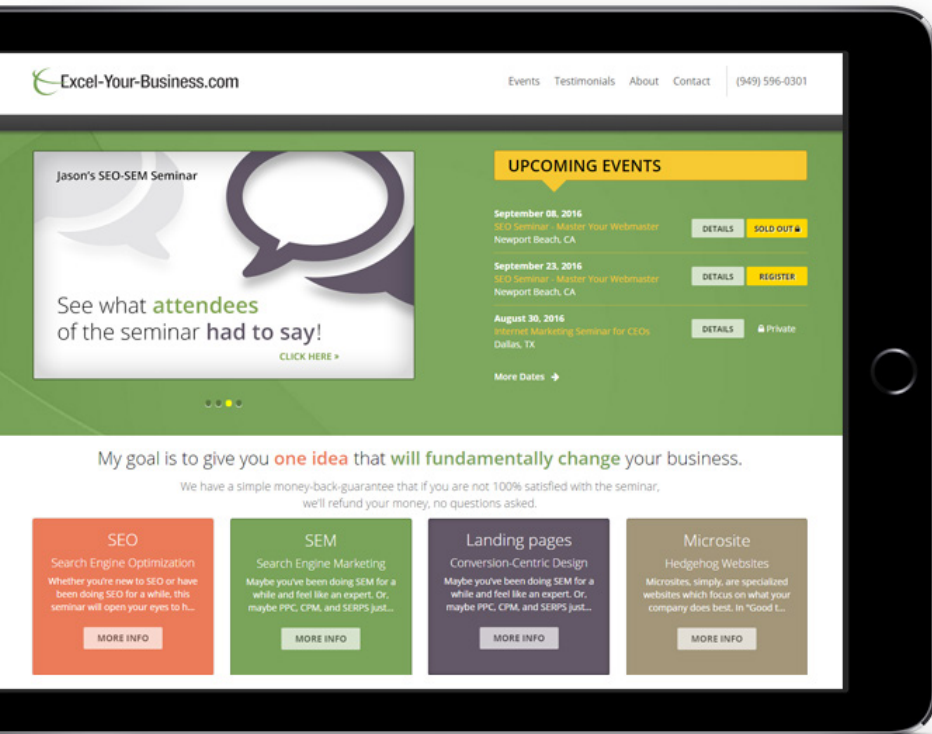 Excel-Your-Business.com
Events Testimonials About Contact (949) 596-0301
Jason's SEO-SEM Seminar
See what attendees
of the seminar had to say!
CLICK HERE »
UPCOMING EVENTS
September 08, 2016
SEO Seminar - Master Your Webmaster
Newport Beach, CA
DETAILS SOLD OUT
September 23, 2016
SEO Seminar - Master Your Webmaster
Newport Beach, CA
DETAILS REGISTER
August 30, 2016
Internet Marketing Seminar for CEOs
Dallas, TX
DETAILS Private
More Dates →
My goal is to give you one idea that will fundamentally change your business.
We have a simple money-back-guarantee that if you are not 100% satisfied with the seminar,
we'll refund your money, no questions asked.
SEO
Search Engine Optimization
Whether you're new to SEO or have
been doing SEO for a while, this
seminar will open your eyes to h...
MORE INFO
SEM
Search Engine Marketing
Maybe you've been doing SEM for a
while and feel like an expert. Or,
maybe PPC, CPM, and SERPS just...
MORE INFO
Landing pages
Conversion-Centric Design
Maybe you've been doing SEM for a
while and feel like an expert. Or,
maybe PPC, CPM, and SERPS just...
MORE INFO
Microsite
Hedgehog Websites
Microsites, simply, are specialized
websites which focus on what your
company does best. In "Good t...
MORE INFO